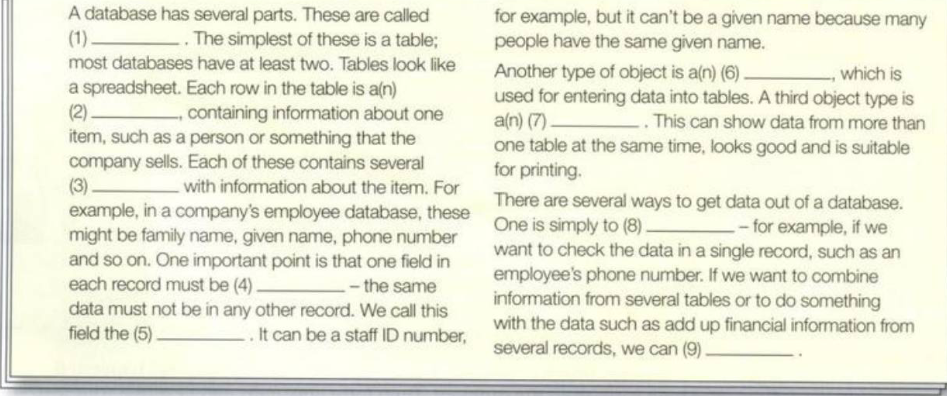 A database has several parts. These are called
(1) ________ . The simplest of these is a table;
most databases have at least two. Tables look like
a spreadsheet. Each row in the table is a(n)
(2) ________, containing information about one
item, such as a person or something that the
company sells. Each of these contains several
(3) ________ with information about the item. For
example, in a company's employee database, these
might be family name, given name, phone number
and so on. One important point is that one field in
each record must be (4) ________ – the same
data must not be in any other record. We call this
field the (5) ________ . It can be a staff ID number,
for example, but it can't be a given name because many
people have the same given name.
Another type of object is a(n) (6) ________, which is
used for entering data into tables. A third object type is
a(n) (7) ________ . This can show data from more than
one table at the same time, looks good and is suitable
for printing.
There are several ways to get data out of a database.
One is simply to (8) ________ – for example, if we
want to check the data in a single record, such as an
employee's phone number. If we want to combine
information from several tables or to do something
with the data such as add up financial information from
several records, we can (9) ________ .